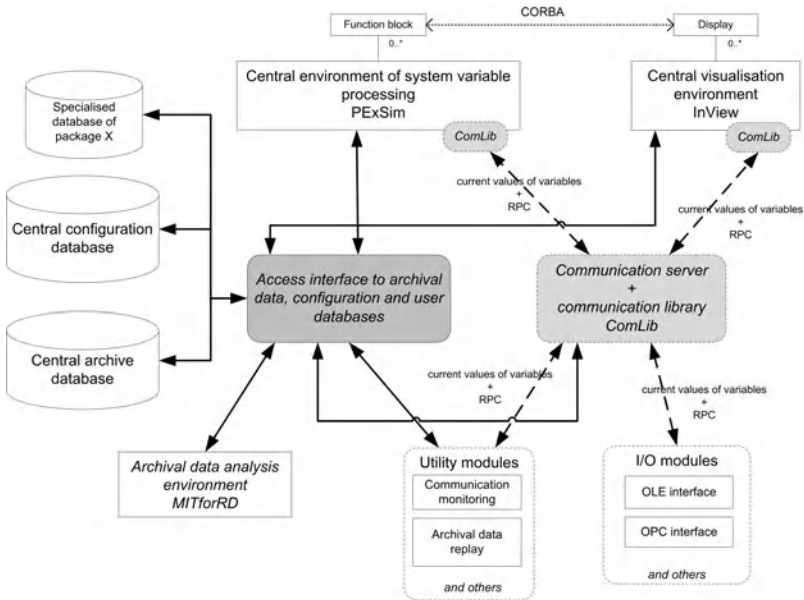 CORBA
Function block
Display
0..*
0..*
Central environment of system variable
processing
PExSim
Central visualisation
environment
InView
Specialised
database of
package X
ComLib
ComLib
current values of variables
+
RPC
current values of variables
+
RPC
Central configuration
database
Access interface to archival
data, configuration and user
databases
Communication server
+
communication library
ComLib
Central archive
database
current values of variables
+
RPC
current values of variables
+
RPC
Archival data analysis
environment
MITforRD
Utility modules
Communication
monitoring
Archival data
replay
and others
I/O modules
OLE interface
OPC interface
and others